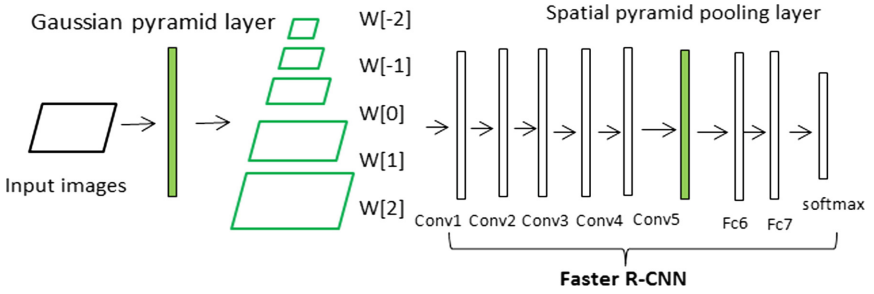 Gaussian pyramid layer
Spatial pyramid pooling layer
W[-2]
W[-1]
W[0]
W[1]
W[2]
Input images
Conv1 Conv2 Conv3 Conv4 Conv5
Fc6 Fc7
softmax
Faster R-CNN